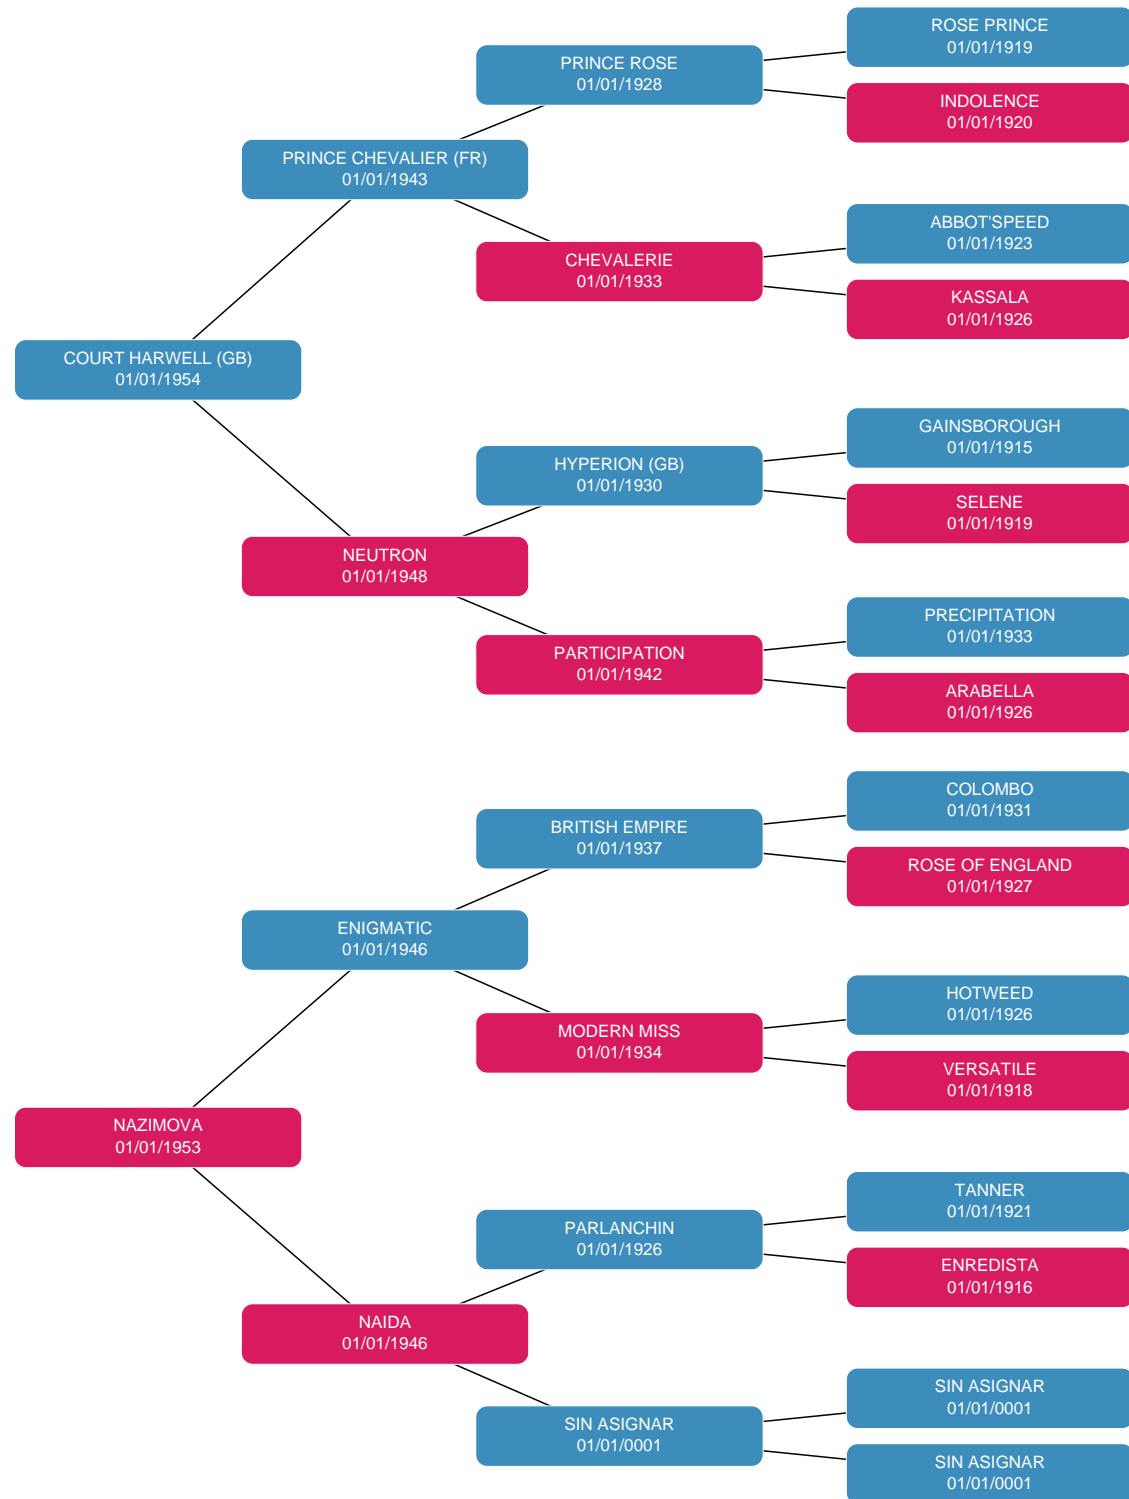 ROSE PRINCE
01/01/1919
PRINCE ROSE
01/01/1928
INDOLENCE
01/01/1920
PRINCE CHEVALIER (FR)
01/01/1943
ABBOT'SPEED
01/01/1923
CHEVALERIE
01/01/1933
KASSALA
01/01/1926
COURT HARWELL (GB)
01/01/1954
GAINSBOROUGH
01/01/1915
HYPERION (GB)
01/01/1930
SELENE
01/01/1919
NEUTRON
01/01/1948
PRECIPITATION
01/01/1933
PARTICIPATION
01/01/1942
ARABELLA
01/01/1926
COLOMBO
01/01/1931
BRITISH EMPIRE
01/01/1937
ROSE OF ENGLAND
01/01/1927
ENIGMATIC
01/01/1946
HOTWEED
01/01/1926
MODERN MISS
01/01/1934
VERSATILE
01/01/1918
NAZIMOVA
01/01/1953
TANNER
01/01/1921
PARLANCHIN
01/01/1926
ENREDISTA
01/01/1916
NAIDA
01/01/1946
SIN ASIGNAR
01/01/0001
SIN ASIGNAR
01/01/0001
SIN ASIGNAR
01/01/0001